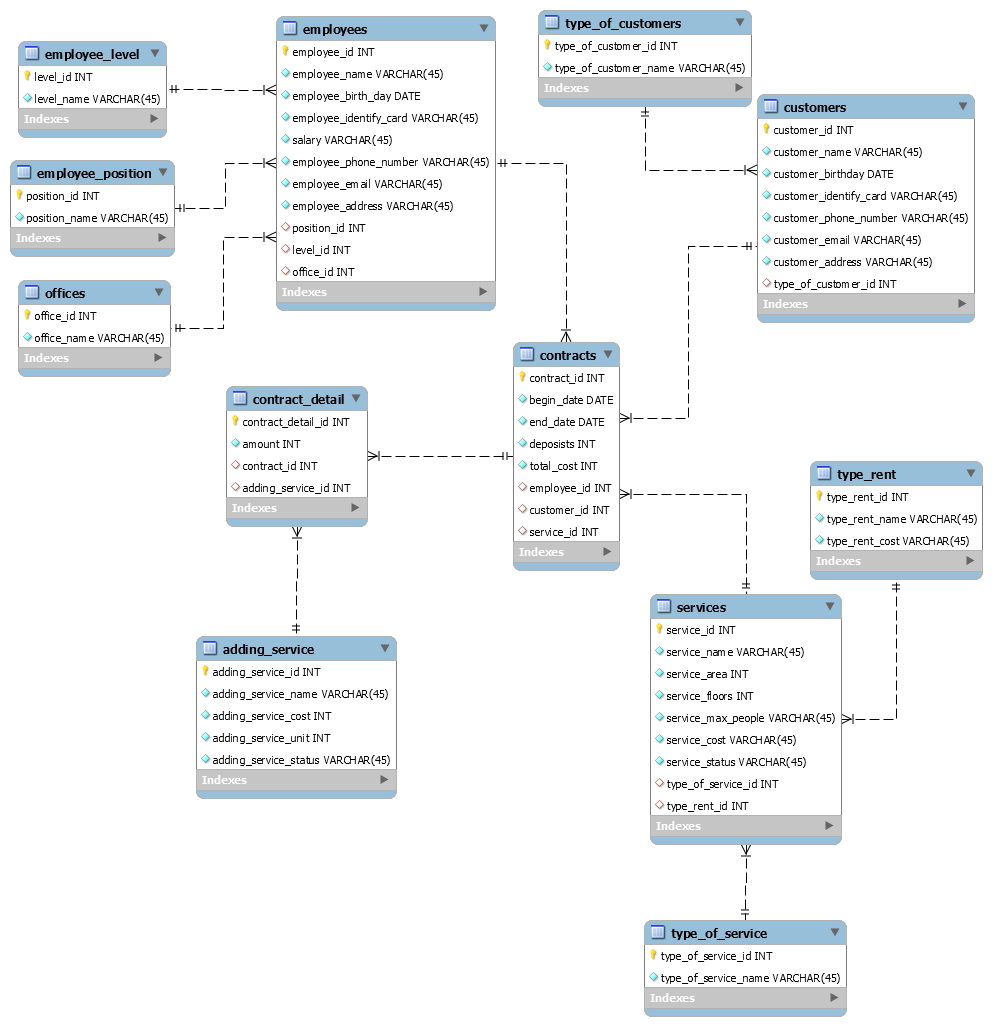 employee_level
level_id INT
level_name VARCHAR(45)
Indexes
employee_position
position_id INT
position_name VARCHAR(45)
Indexes
offices
office_id INT
office_name VARCHAR(45)
Indexes
employees
employee_id INT
employee_name VARCHAR(45)
employee_birth_day DATE
employee_identify_card VARCHAR(45)
salary VARCHAR(45)
employee_phone_number VARCHAR(45)
employee_email VARCHAR(45)
employee_address VARCHAR(45)
position_id INT
level_id INT
office_id INT
Indexes
type_of_customers
type_of_customer_id INT
type_of_customer_name VARCHAR(45)
Indexes
customers
customer_id INT
customer_name VARCHAR(45)
customer_birthday DATE
customer_identify_card VARCHAR(45)
customer_phone_number VARCHAR(45)
customer_email VARCHAR(45)
customer_address VARCHAR(45)
type_of_customer_id INT
Indexes
contracts
contract_id INT
begin_date DATE
end_date DATE
deposists INT
total_cost INT
employee_id INT
customer_id INT
service_id INT
Indexes
contract_detail
contract_detail_id INT
amount INT
contract_id INT
adding_service_id INT
Indexes
type_rent
type_rent_id INT
type_rent_name VARCHAR(45)
type_rent_cost VARCHAR(45)
Indexes
adding_service
adding_service_id INT
adding_service_name VARCHAR(45)
adding_service_cost INT
adding_service_unit INT
adding_service_status VARCHAR(45)
Indexes
services
service_id INT
service_name VARCHAR(45)
service_area INT
service_floors INT
service_max_people VARCHAR(45)
service_cost VARCHAR(45)
service_status VARCHAR(45)
type_of_service_id INT
type_rent_id INT
Indexes
type_of_service
type_of_service_id INT
type_of_service_name VARCHAR(45)
Indexes